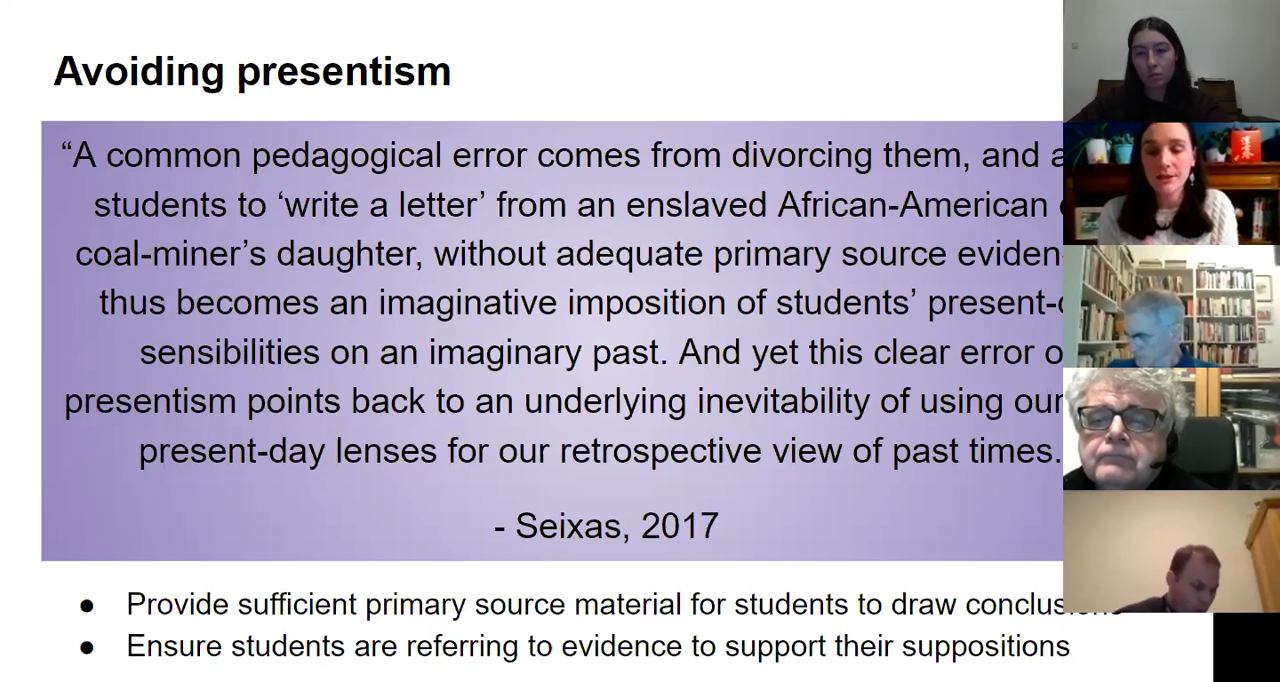 Avoiding presentism
“A common pedagogical error comes from divorcing them, and
students to ‘write a letter’ from an enslaved African-American
coal-miner’s daughter, without adequate primary source
thus becomes an imaginative imposition of students’
sensibilities on an imaginary past. And yet this clear error
presentism points back to an underlying inevitability of using our
present-day lenses for our retrospective view of past times.
- Seixas, 2017
● Provide sufficient primary source material for students to draw
● Ensure students are referring to evidence to support their suppositions